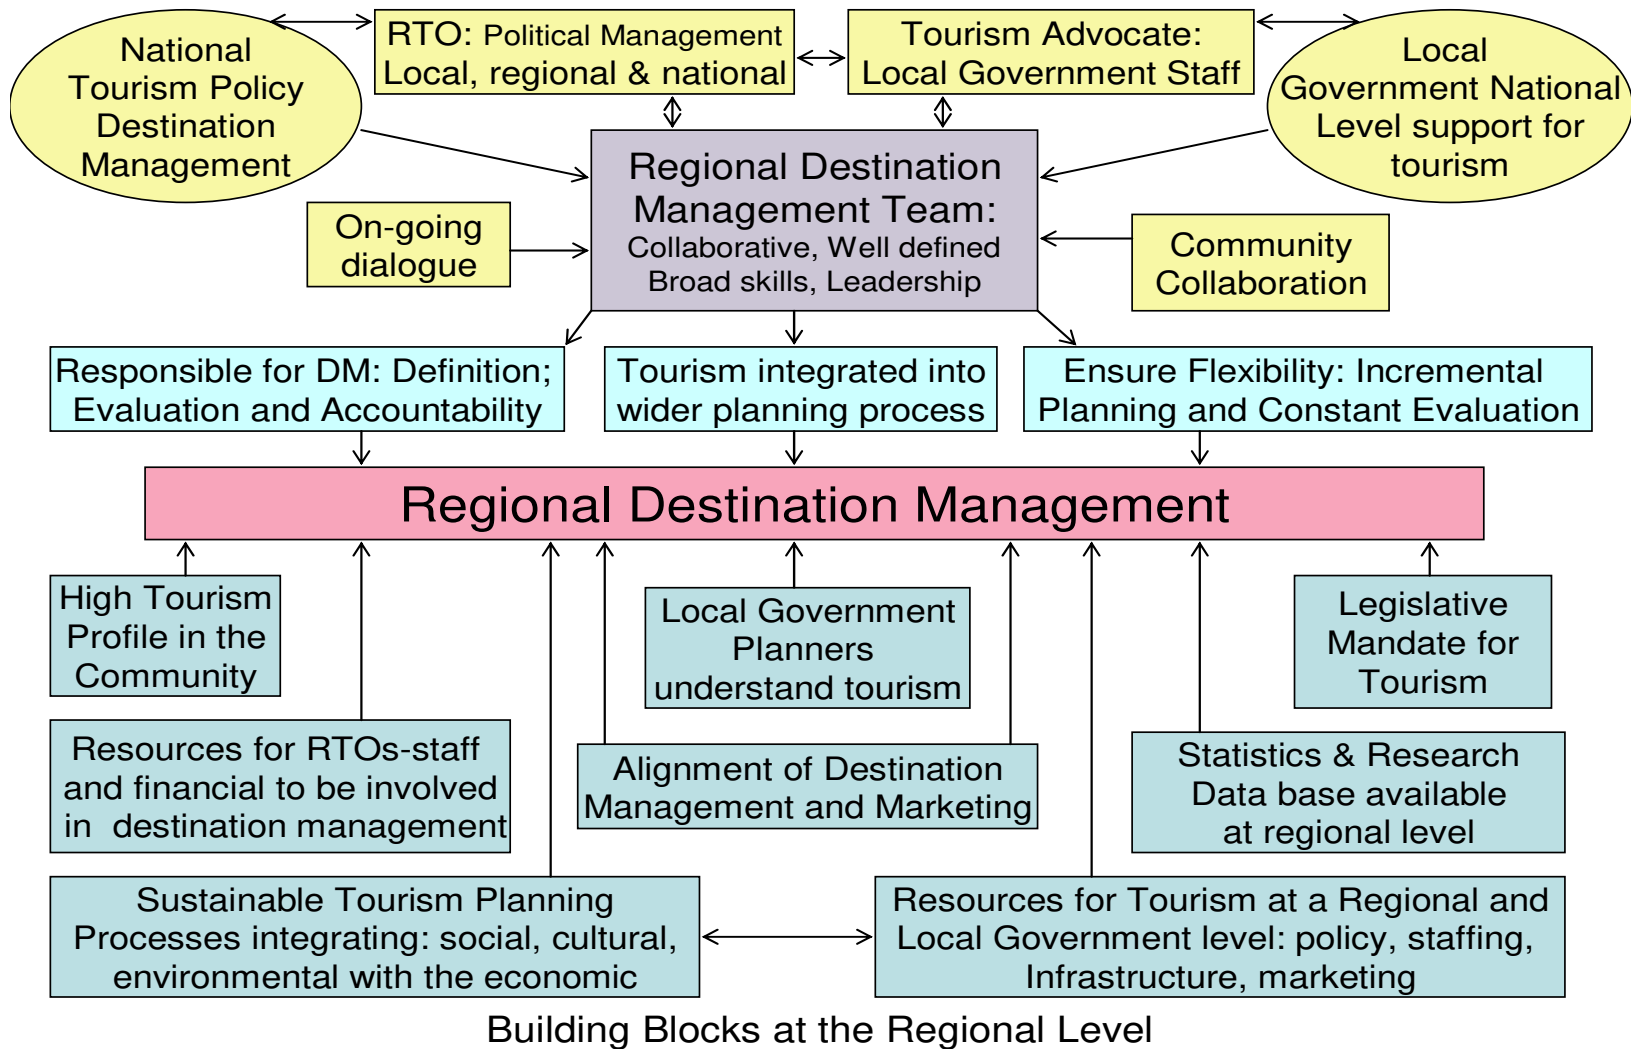 National
Tourism Policy
Destination
Management
RTO: Political Management
Local, regional & national
Tourism Advocate:
Local Government Staff
Local
Government National
Level support for
tourism
Regional Destination
Management Team:
Collaborative, Well defined
Broad skills, Leadership
On-going
dialogue
Community
Collaboration
Responsible for DM: Definition;
Evaluation and Accountability
Tourism integrated into
wider planning process
Ensure Flexibility: Incremental
Planning and Constant Evaluation
Regional Destination Management
High Tourism
Profile in the
Community
Local Government
Planners
understand tourism
Legislative
Mandate for
Tourism
Resources for RTOs-staff
and financial to be involved
in destination management
Alignment of Destination
Management and Marketing
Statistics & Research
Data base available
at regional level
Sustainable Tourism Planning
Processes integrating: social, cultural,
environmental with the economic
Resources for Tourism at a Regional and
Local Government level: policy, staffing,
Infrastructure, marketing
Building Blocks at the Regional Level